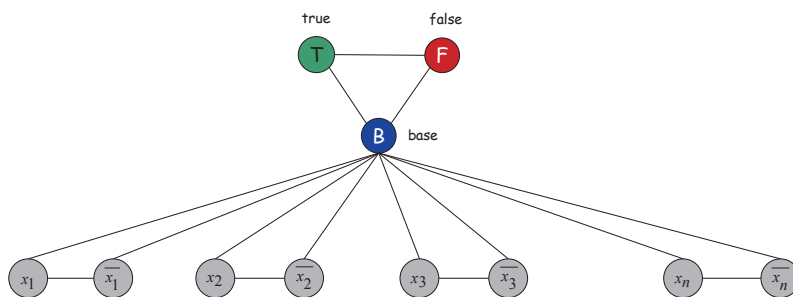 true false
T F
B base
x₁ x̅₁ x₂ x̅₂ x₃ x̅₃ xₙ x̅ₙ